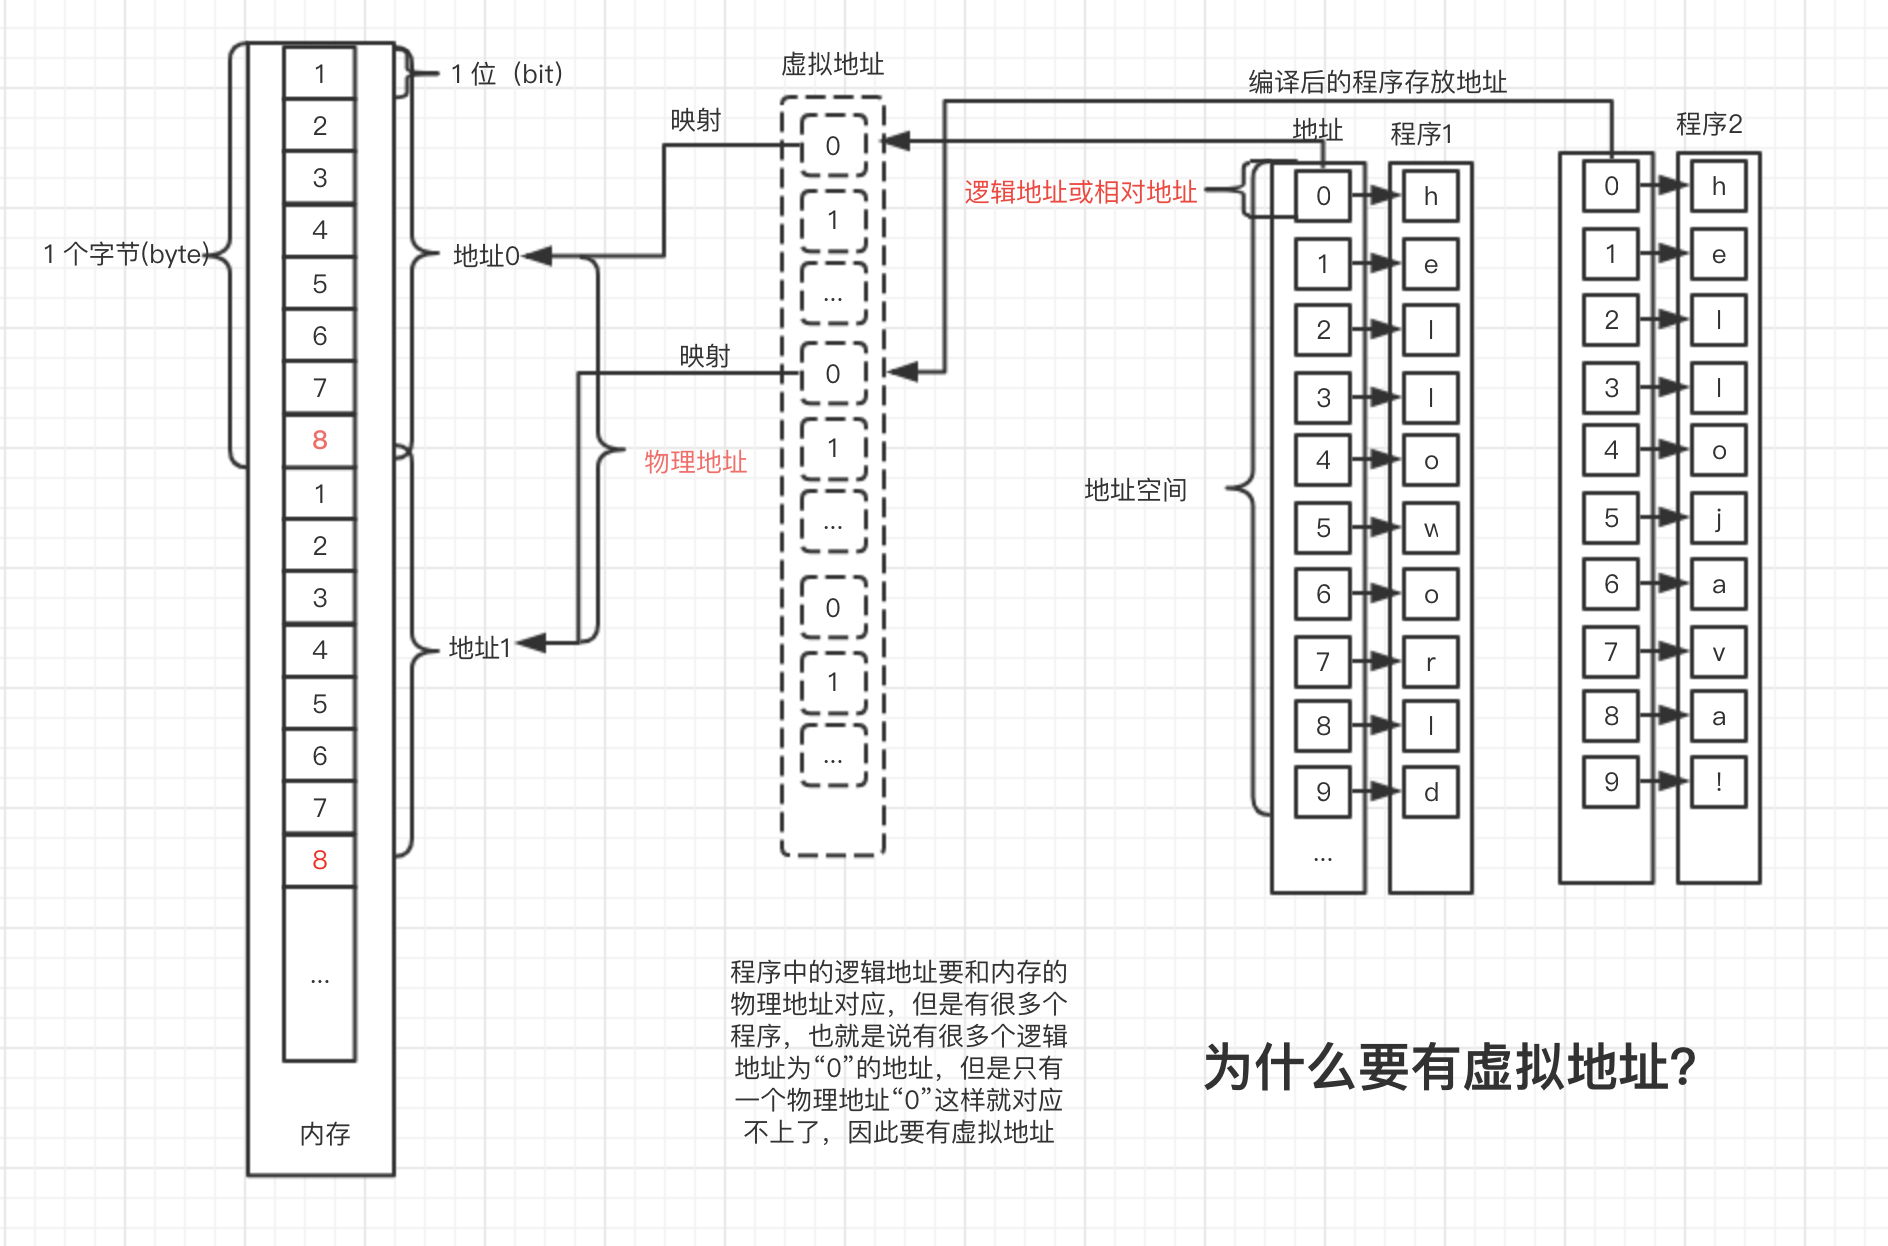 1
2
3
4
5
6
7
8
1
2
3
4
5
6
7
8
...
内存
1 位（bit）
1 个字节(byte)
地址0
地址1
物理地址
映射
映射
虚拟地址
0
1
...
0
1
...
0
1
...
编译后的程序存放地址
地址
程序1
程序2
逻辑地址或相对地址
地址空间
0 h
1 e
2 l
3 l
4 o
5 w
6 o
7 r
8 l
9 d
...
0 h
1 e
2 l
3 l
4 o
5 j
6 a
7 v
8 a
9 !
程序中的逻辑地址要和内存的
物理地址对应，但是有很多个
程序，也就是说有很多个逻辑
地址为“0”的地址，但是只有
一个物理地址“0”这样就对应
不上了，因此要有虚拟地址
为什么要有虚拟地址?